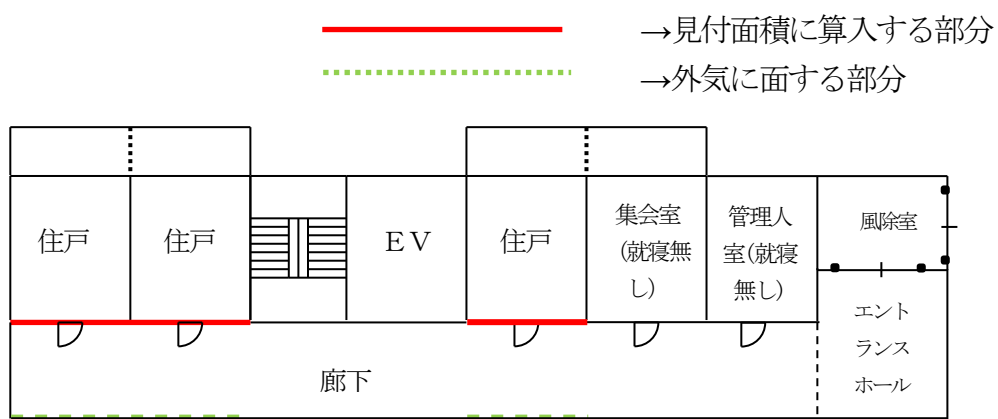 →見付面積に算入する部分
→外気に面する部分
住戸
住戸
EV
住戸
集会室
(就寝無
し)
管理人
室(就寝
無し)
風除室
エント
ランス
ホール
廊下